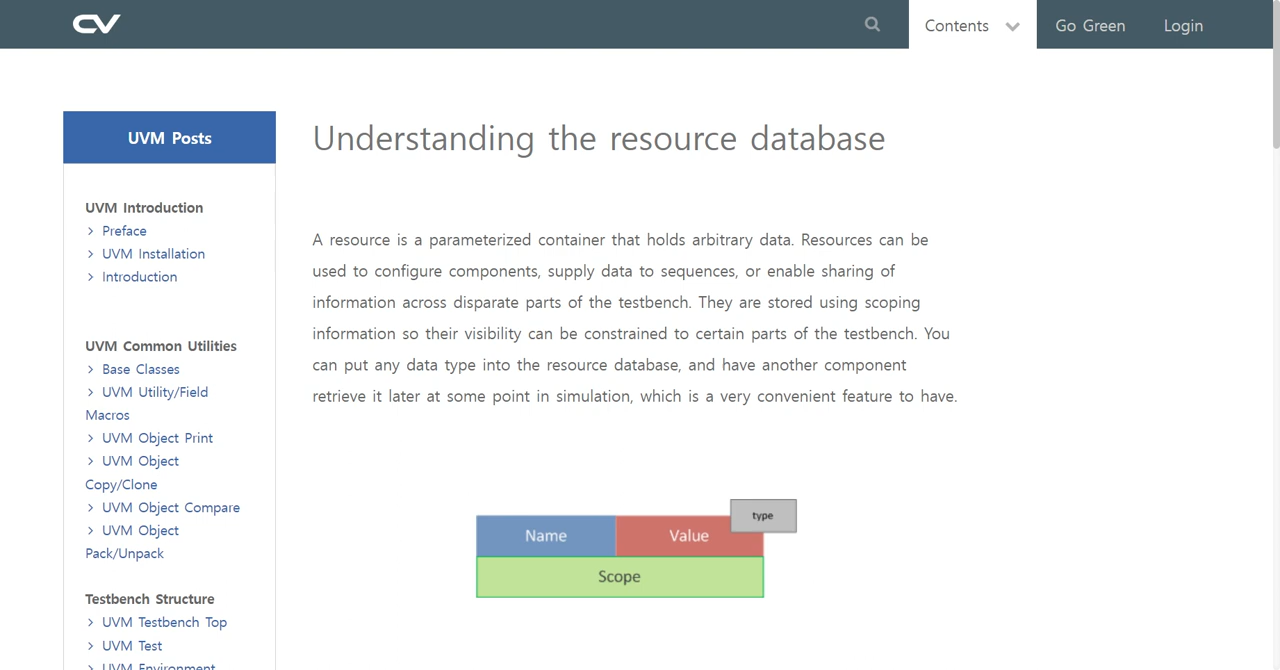 CV
Contents
Go Green
Login
UVM Posts
UVM Introduction
Preface
UVM Installation
Introduction
UVM Common Utilities
Base Classes
UVM Utility/Field
Macros
UVM Object Print
UVM Object
Copy/Clone
UVM Object Compare
UVM Object
Pack/Unpack
Testbench Structure
UVM Testbench Top
UVM Test
UVM Environment
Understanding the resource database
A resource is a parameterized container that holds arbitrary data. Resources can be
used to configure components, supply data to sequences, or enable sharing of
information across disparate parts of the testbench. They are stored using scoping
information so their visibility can be constrained to certain parts of the testbench. You
can put any data type into the resource database, and have another component
retrieve it later at some point in simulation, which is a very convenient feature to have.
type
Name
Value
Scope